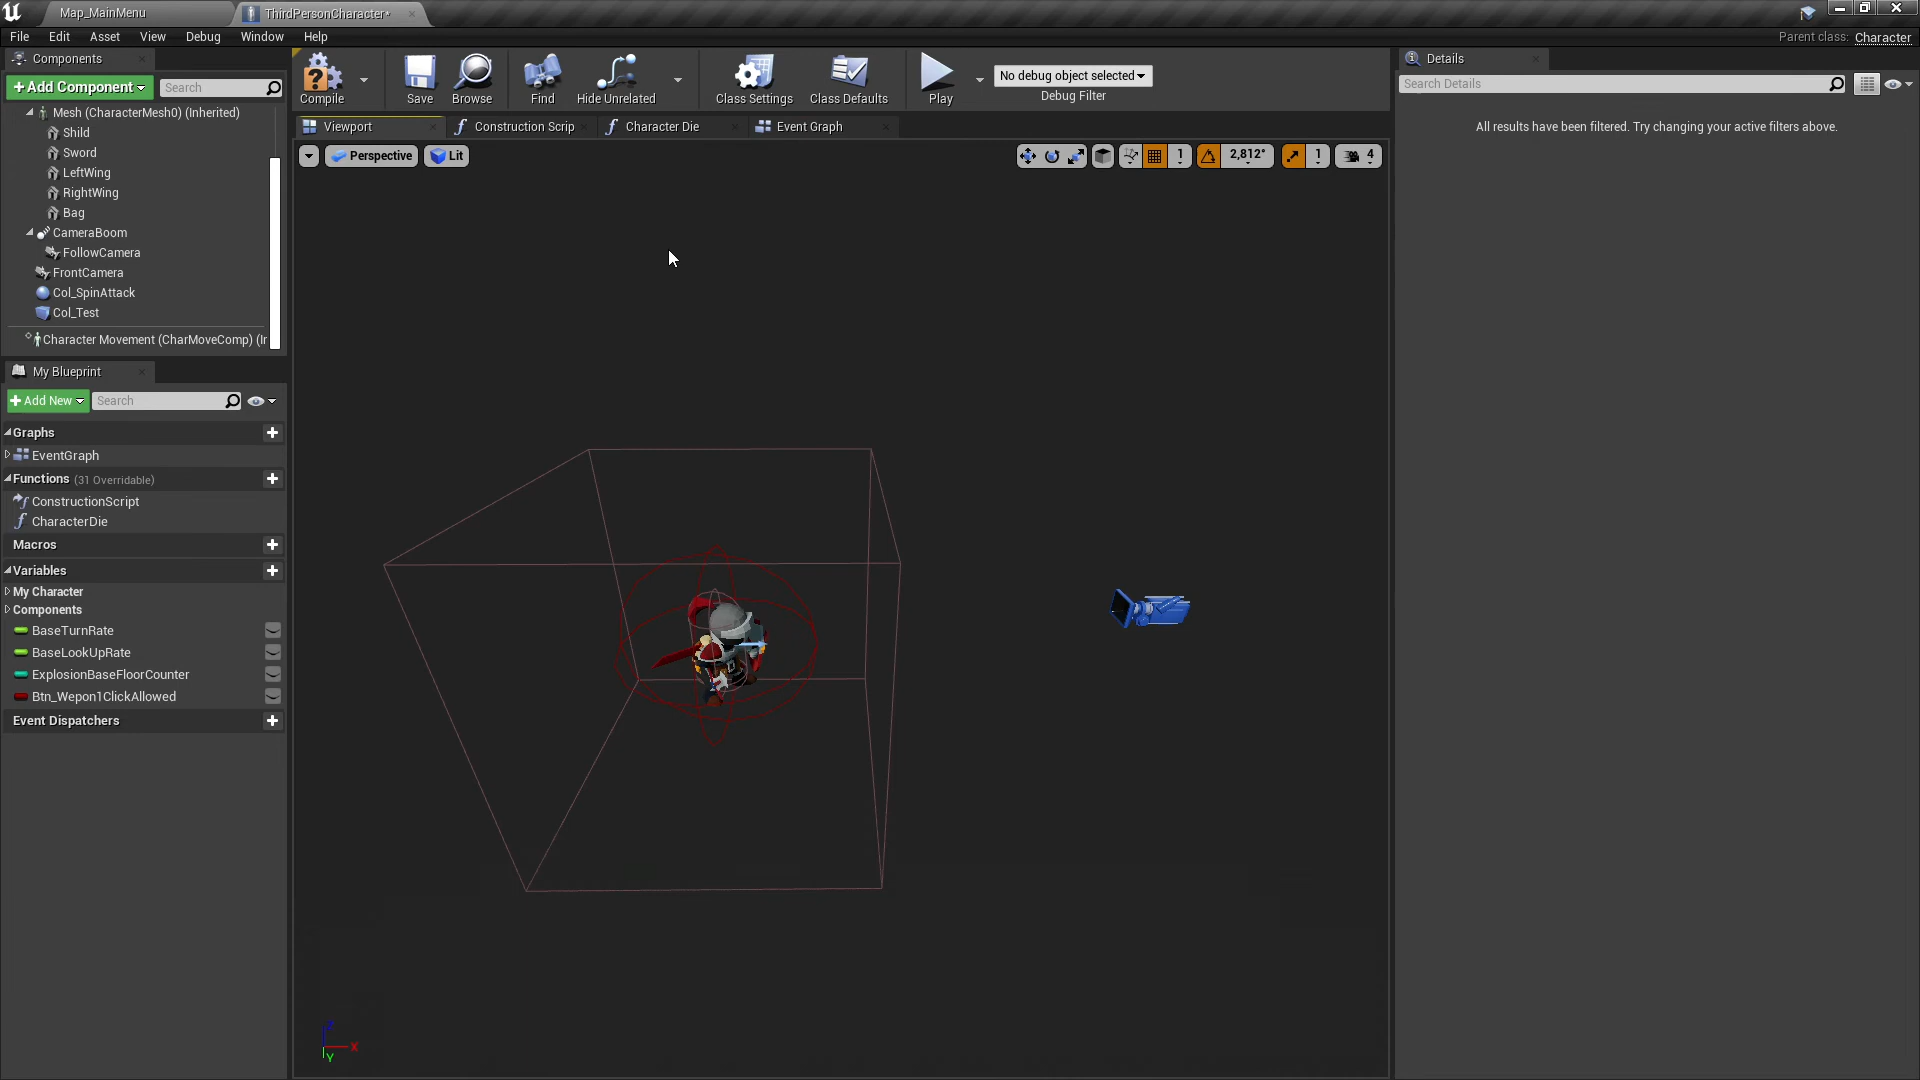 Map_MainMenu
ThirdPersonCharacter*
File Edit Asset View Debug Window Help
Parent class: Character
Components
+Add Component
Search
Mesh (CharacterMesh0) (Inherited)
Shild
Sword
LeftWing
RightWing
Bag
CameraBoom
FollowCamera
FrontCamera
Col_SpinAttack
Col_Test
Character Movement (CharMoveComp) (Ir
My Blueprint
+Add New
Search
Graphs
EventGraph
Functions (31 Overridable)
ConstructionScript
CharacterDie
Macros
Variables
My Character
Components
BaseTurnRate
BaseLookUpRate
ExplosionBaseFloorCounter
Btn_Wepon1ClickAllowed
Event Dispatchers
Compile
Save
Browse
Find
Hide Unrelated
Class Settings
Class Defaults
Play
No debug object selected
Debug Filter
Viewport
Construction Scrip
Character Die
Event Graph
Perspective
Lit
1
2,812°
1
4
Z
X
Y
Details
Search Details
All results have been filtered. Try changing your active filters above.